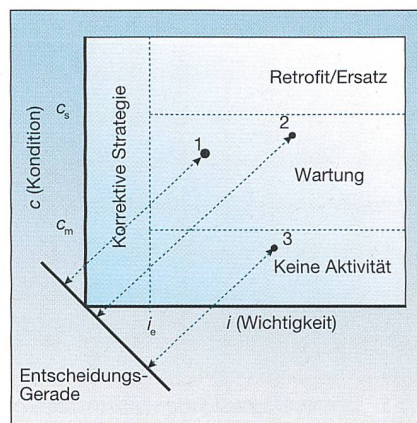 Retrofit/Ersatz
c (Kondition)
cs
Korrektive Strategie
1
2
Wartung
cm
3
Keine Aktivität
ie
i (Wichtigkeit)
Entscheidungs-
Gerade